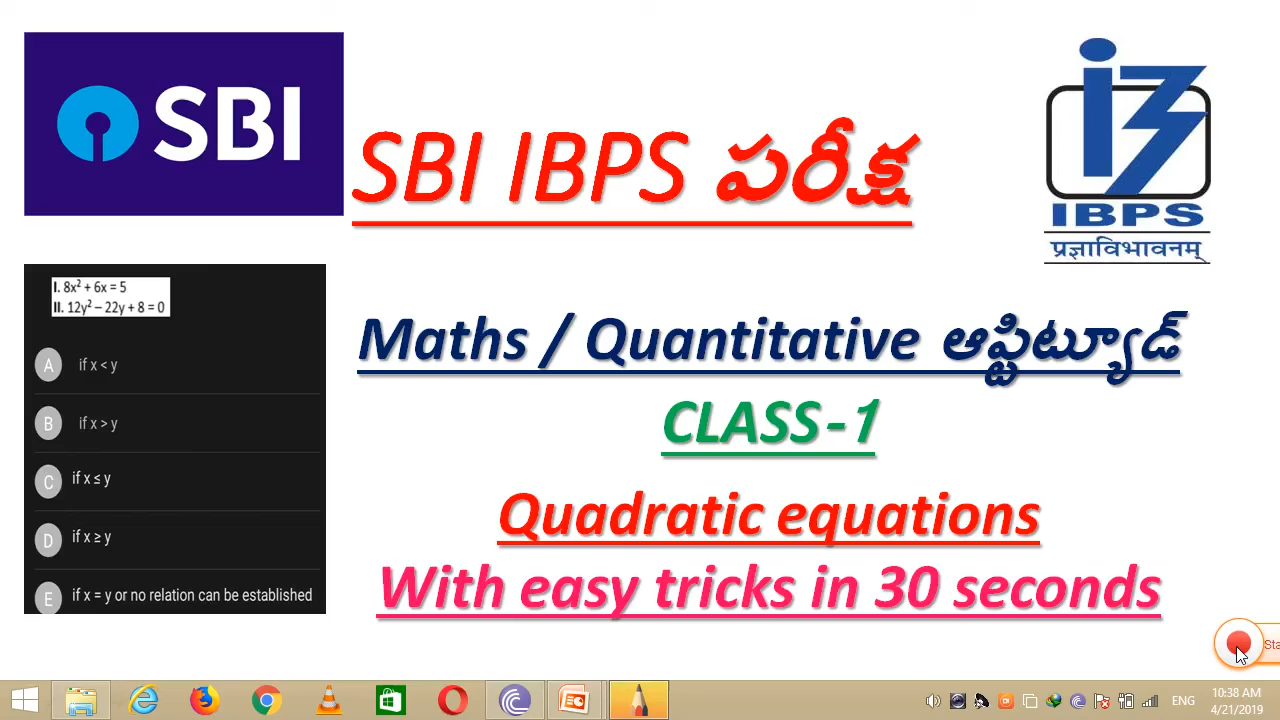 SBI
SBI IBPS పరీక్ష
IBPS
प्रज्ञाविभावनम्
I. 8x² + 6x = 5
II. 12y² – 22y + 8 = 0
A if x < y
B if x > y
C if x ≤ y
D if x ≥ y
E if x = y or no relation can be established
Maths / Quantitative ఆప్టిట్యూడ్
CLASS-1
Quadratic equations
With easy tricks in 30 seconds
Sta
ENG
10:38 AM
4/21/2019